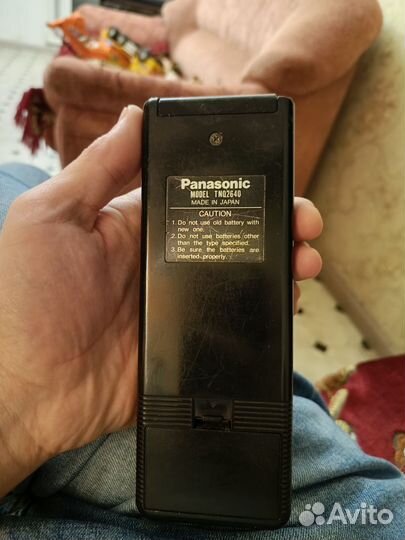 Panasonic
MODEL TNQ2640
MADE IN JAPAN
CAUTION
1. Do not use old battery with
new one.
2. Do not use batteries other
than the type specified.
3. Be sure the batteries are
inserted properly.
Avito